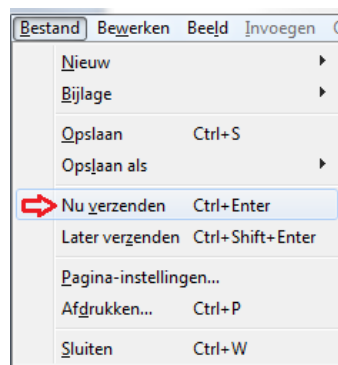 Bestand Bewerken Beeld Invoegen
Nieuw
Bijlage
Opslaan Ctrl+S
Opslaan als
Nu verzenden Ctrl+Enter
Later verzenden Ctrl+Shift+Enter
Pagina-instellingen...
Afdrukken... Ctrl+P
Sluiten Ctrl+W